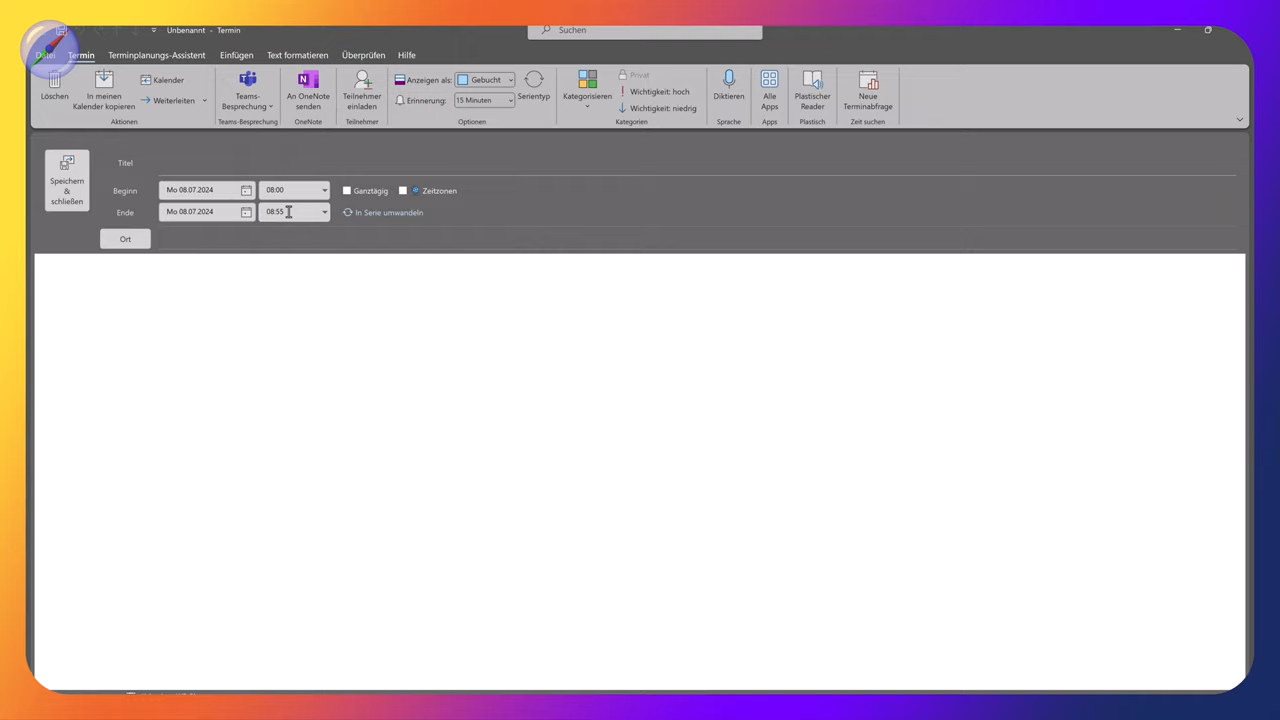 Unbenannt - Termin
Suchen
Datei Termin Terminplanungs-Assistent Einfügen Text formatieren Überprüfen Hilfe
Löschen
In meinen Kalender kopieren
Kalender
Weiterleiten
Aktionen
Teams-Besprechung
Teams-Besprechung
An OneNote senden
OneNote
Teilnehmer einladen
Teilnehmer
Anzeigen als: Gebucht
Erinnerung: 15 Minuten
Serientyp
Optionen
Kategorisieren
Privat
Wichtigkeit: hoch
Wichtigkeit: niedrig
Kategorien
Diktieren
Sprache
Alle Apps
Apps
Plastischer Reader
Plastisch
Neue Terminabfrage
Zeit suchen
Speichern
&
schließen
Titel
Beginn Mo 08.07.2024 08:00 Ganztägig Zeitzonen
Ende Mo 08.07.2024 08:55 In Serie umwandeln
Ort